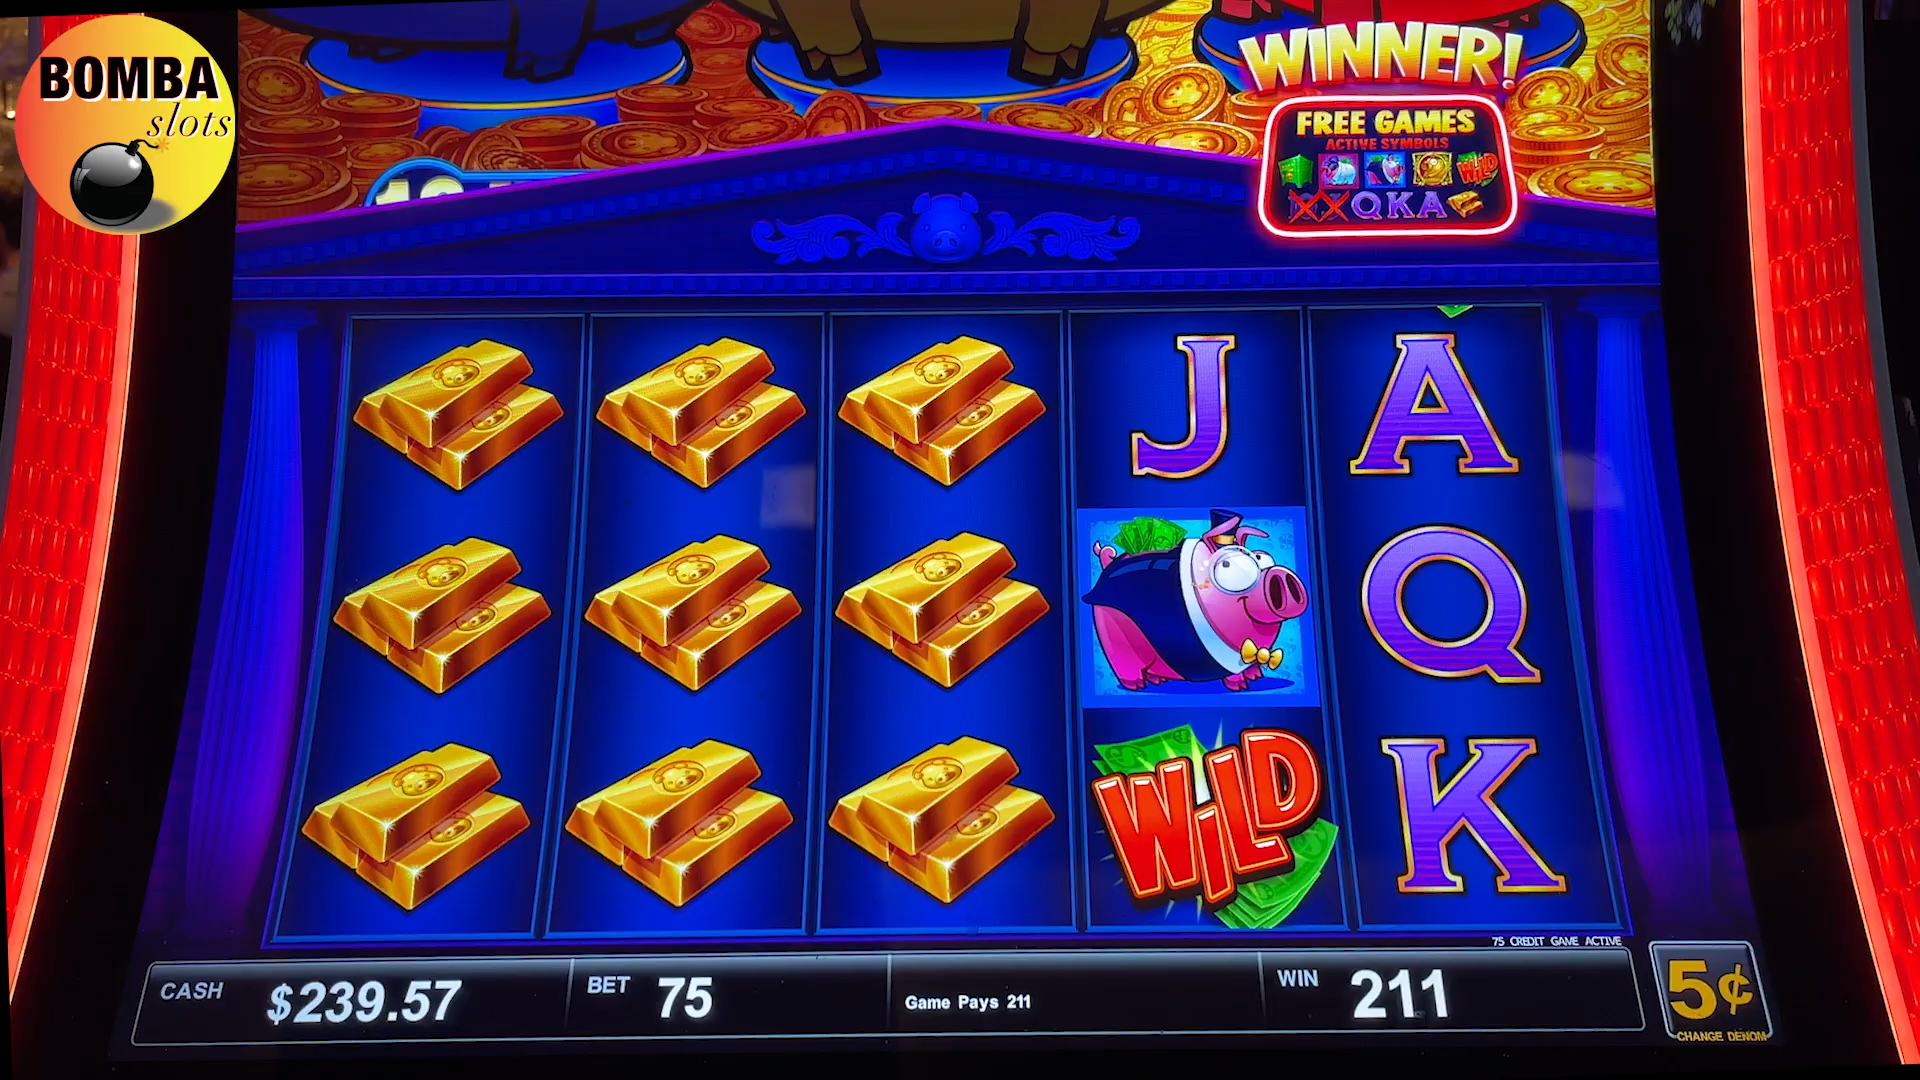 BOMBA
slots
WINNER!
FREE GAMES
ACTIVE SYMBOLS
WILD
QKA
J
A
Q
WILD
K
75 CREDIT GAME ACTIVE
CASH $239.57
BET 75
Game Pays 211
WIN 211
5¢
CHANGE DENOM